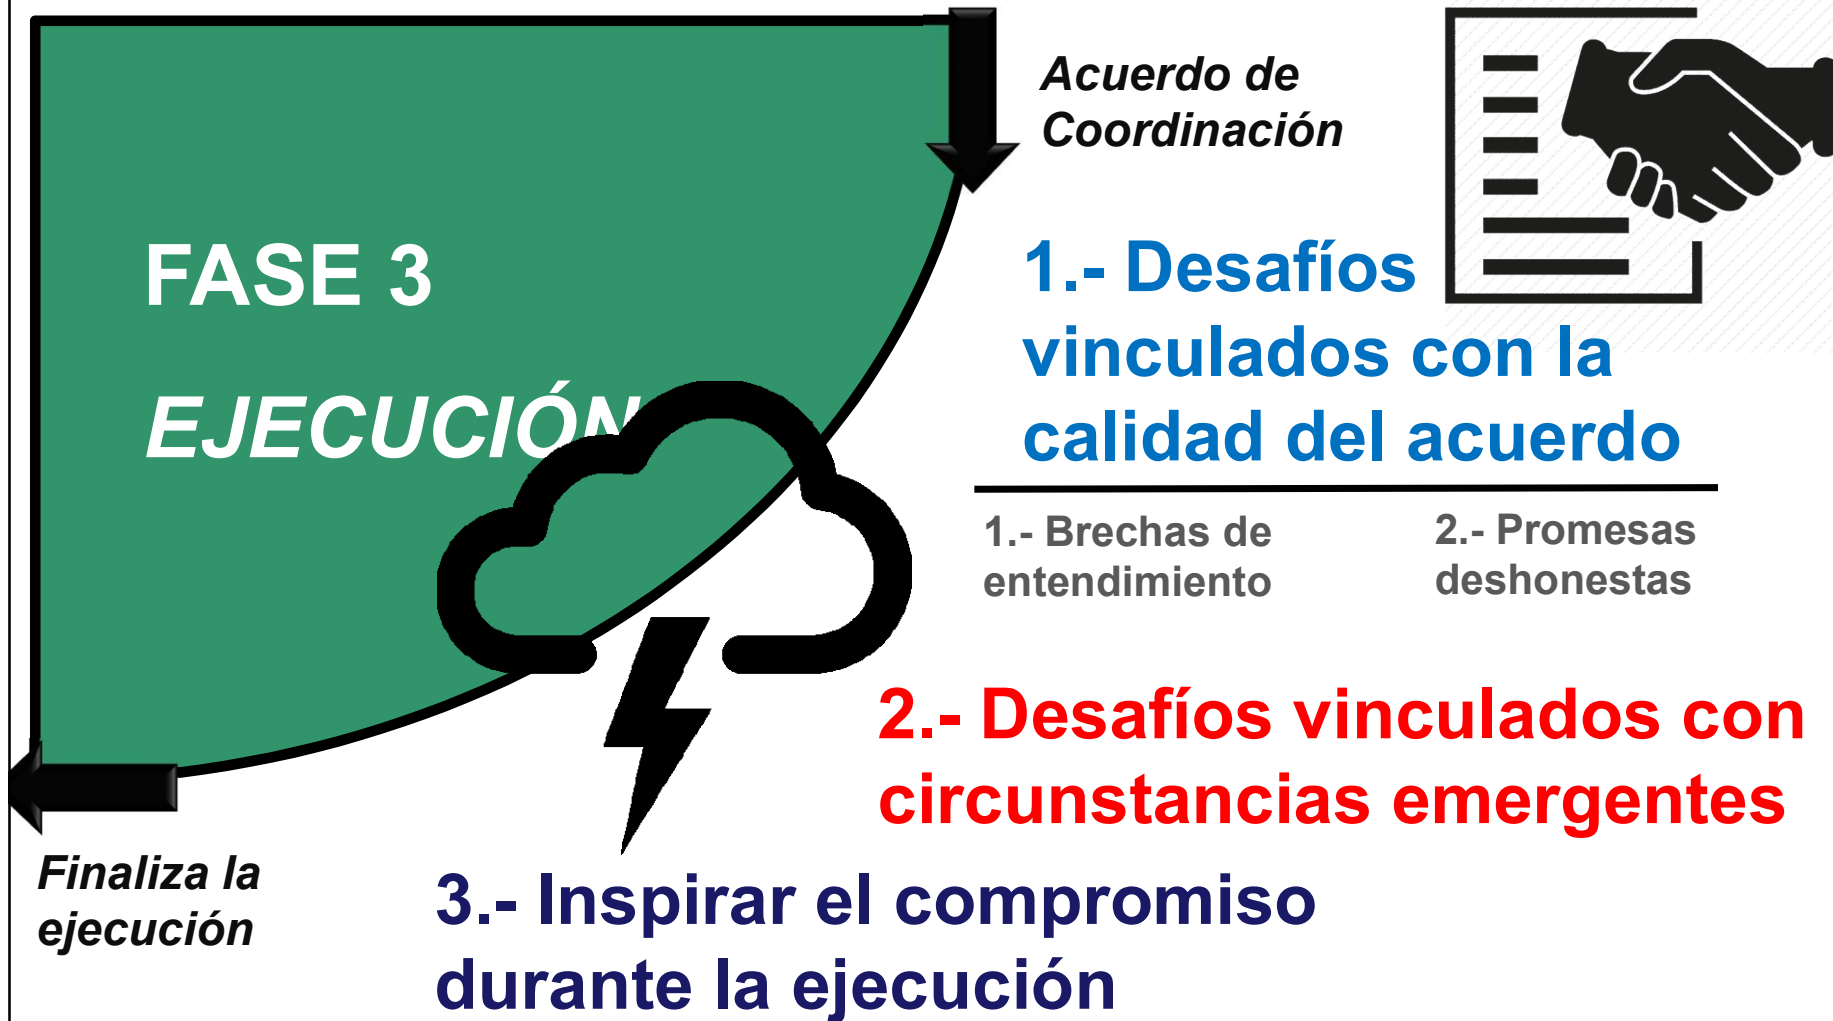 Acuerdo de
Coordinación
FASE 3
EJECUCIÓN
1.- Desafíos
vinculados con la
calidad del acuerdo
1.- Brechas de
entendimiento
2.- Promesas
deshonestas
2.- Desafíos vinculados con
circunstancias emergentes
Finaliza la
ejecución
3.- Inspirar el compromiso
durante la ejecución